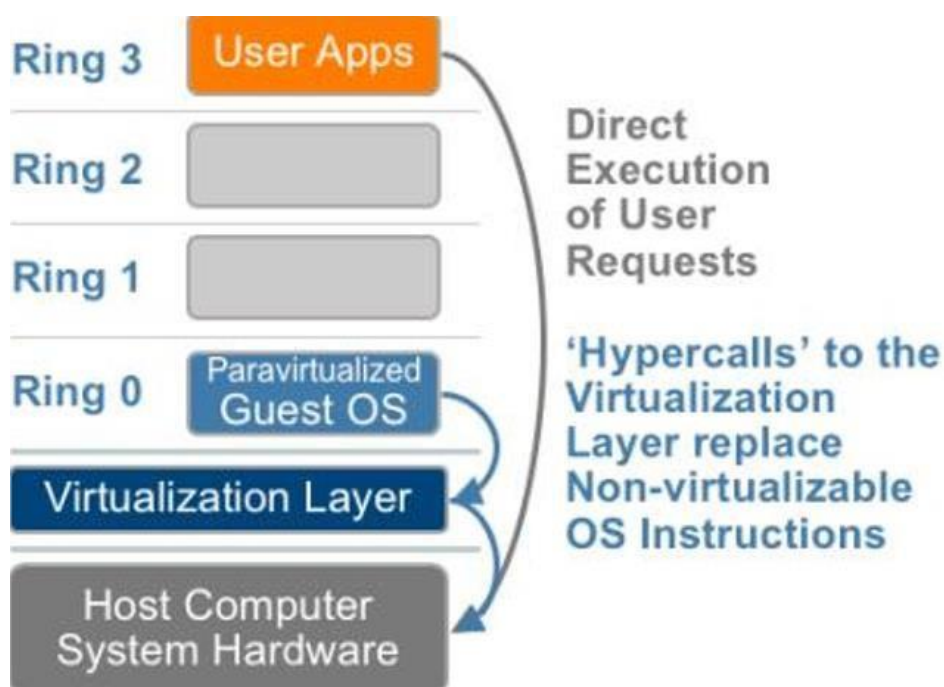 Ring 3
User Apps
Ring 2
Ring 1
Ring 0
Paravirtualized
Guest OS
Virtualization Layer
Host Computer
System Hardware
Direct
Execution
of User
Requests
‘Hypercalls’ to the
Virtualization
Layer replace
Non-virtualizable
OS Instructions